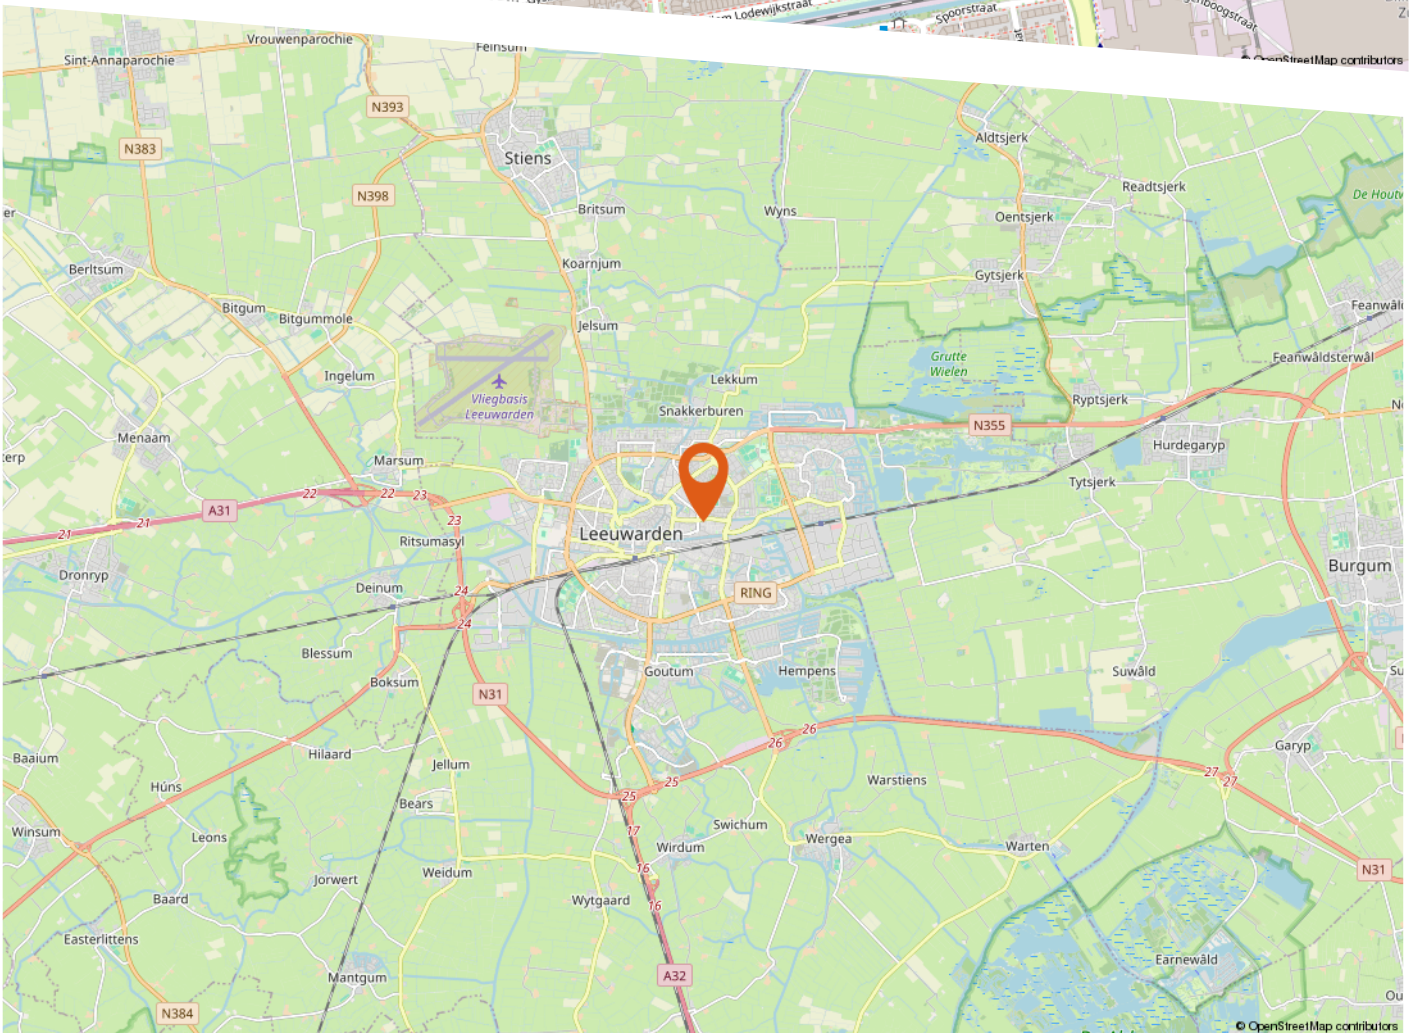 Lodewijkstraat
Spoorstraat
© OpenStreetMap contributors
Vrouwenparochie
Feinsum
Sint-Annaparochie
N393
Aldtsjerk
N383
Stiens
Readtsjerk
N398
De Houtw
Britsum
Wyns
Oentsjerk
Koarnjum
Berltsum
Gytsjerk
Bitgum
Bitgummole
Feanwâld
Jelsum
Grutte
Wielen
Feanwâldsterwâl
Ingelum
Lekkum
Vliegbasis
Leeuwarden
Ryptsjerk
Snakkerburen
N355
Menaam
Hurdegaryp
Marsum
Tytsjerk
22
22
23
A31
21
21
23
Leeuwarden
Ritsumasyl
Burgum
Dronryp
Deinum
24
RING
24
Blessum
Goutum
Hempens
Suwâld
Boksum
N31
26
26
Garyp
Hilaard
Baaium
Jellum
27
27
Húns
25
25
Warstiens
Bears
Swichum
Winsum
17
Leons
Wergea
Wirdum
Warten
16
N31
Weidum
Jorwert
Baard
Wytgaard
16
Easterlittens
Earnewâld
Mantgum
A32
N384
© OpenStreetMap contributors